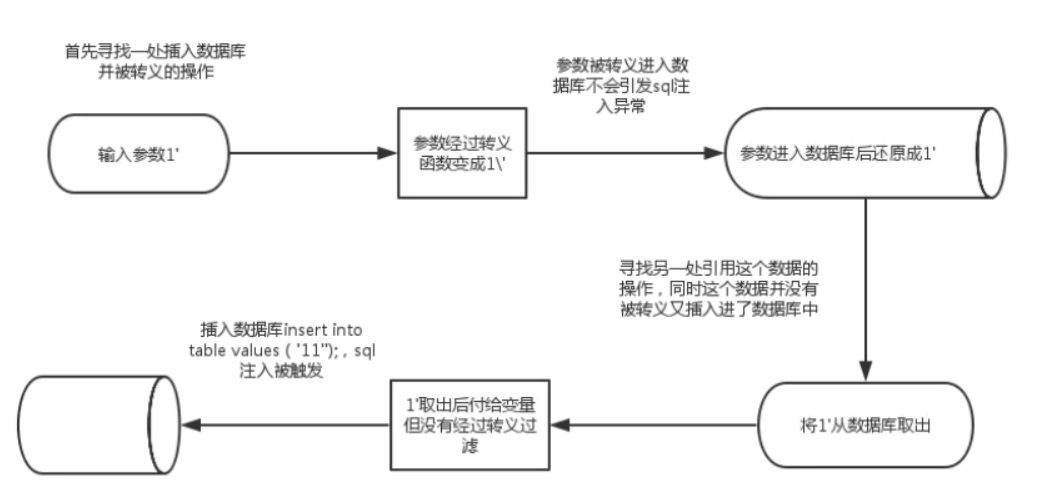 首先寻找一处插入数据库
并被转义的操作
输入参数1'
参数经过转义
函数变成1\'
参数被转义进入数
据库不会引发sql注
入异常
参数进入数据库后还原成1'
寻找另一处引用这个数据的
操作，同时这个数据并没有
被转义又插入进了数据库中
将1'从数据库取出
1'取出后付给变量
但没有经过转义过
滤
插入数据库insert into
table values ( '11'');, sql
注入被触发